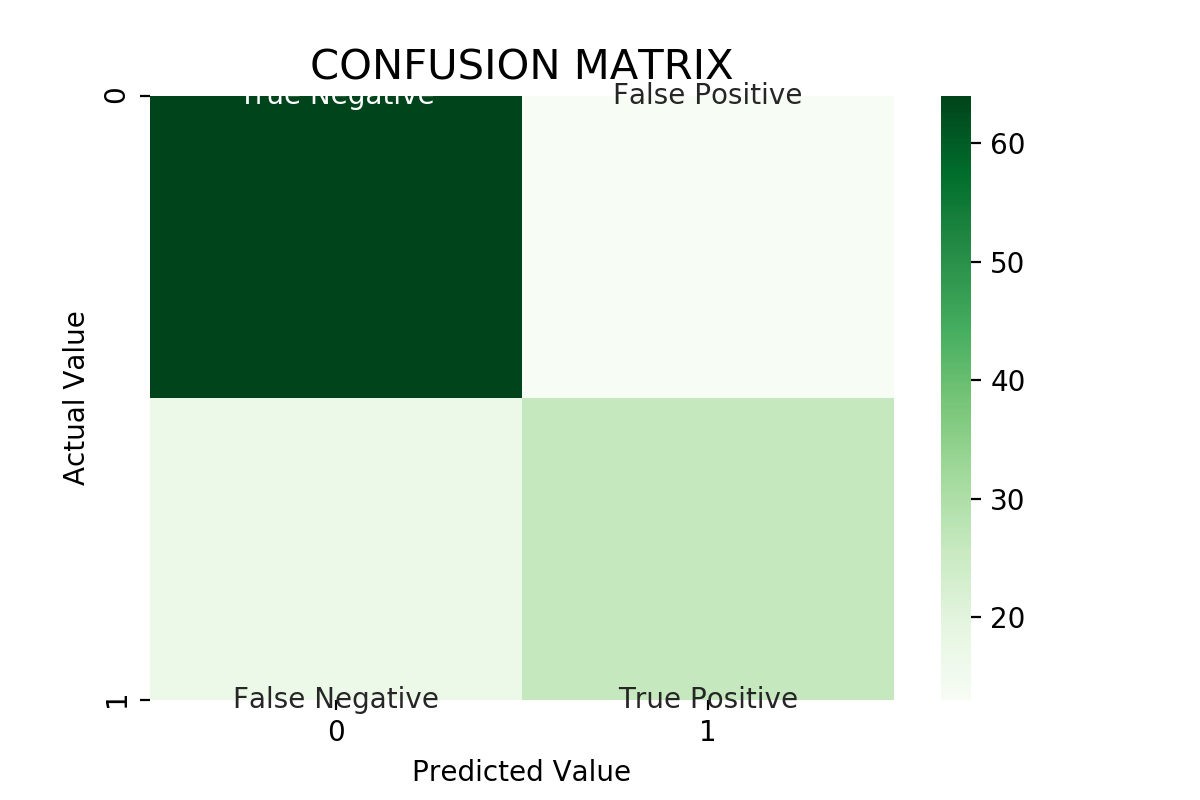 CONFUSION MATRIX
0
True Negative
False Positive
60
50
40
30
20
Actual Value
1
False Negative
True Positive
0
1
Predicted Value